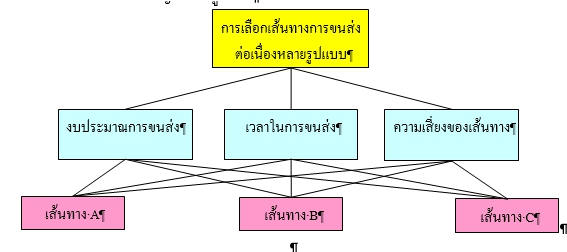 การเลือกเส้นทางการขนส่ง
ต่อเนื่องหลายรูปแบบ¶
งบประมาณการขนส่ง¶
เวลาในการขนส่ง¶
ความเสี่ยงของเส้นทาง¶
เส้นทาง·A¶
เส้นทาง·B¶
เส้นทาง·C¶
¶
¶